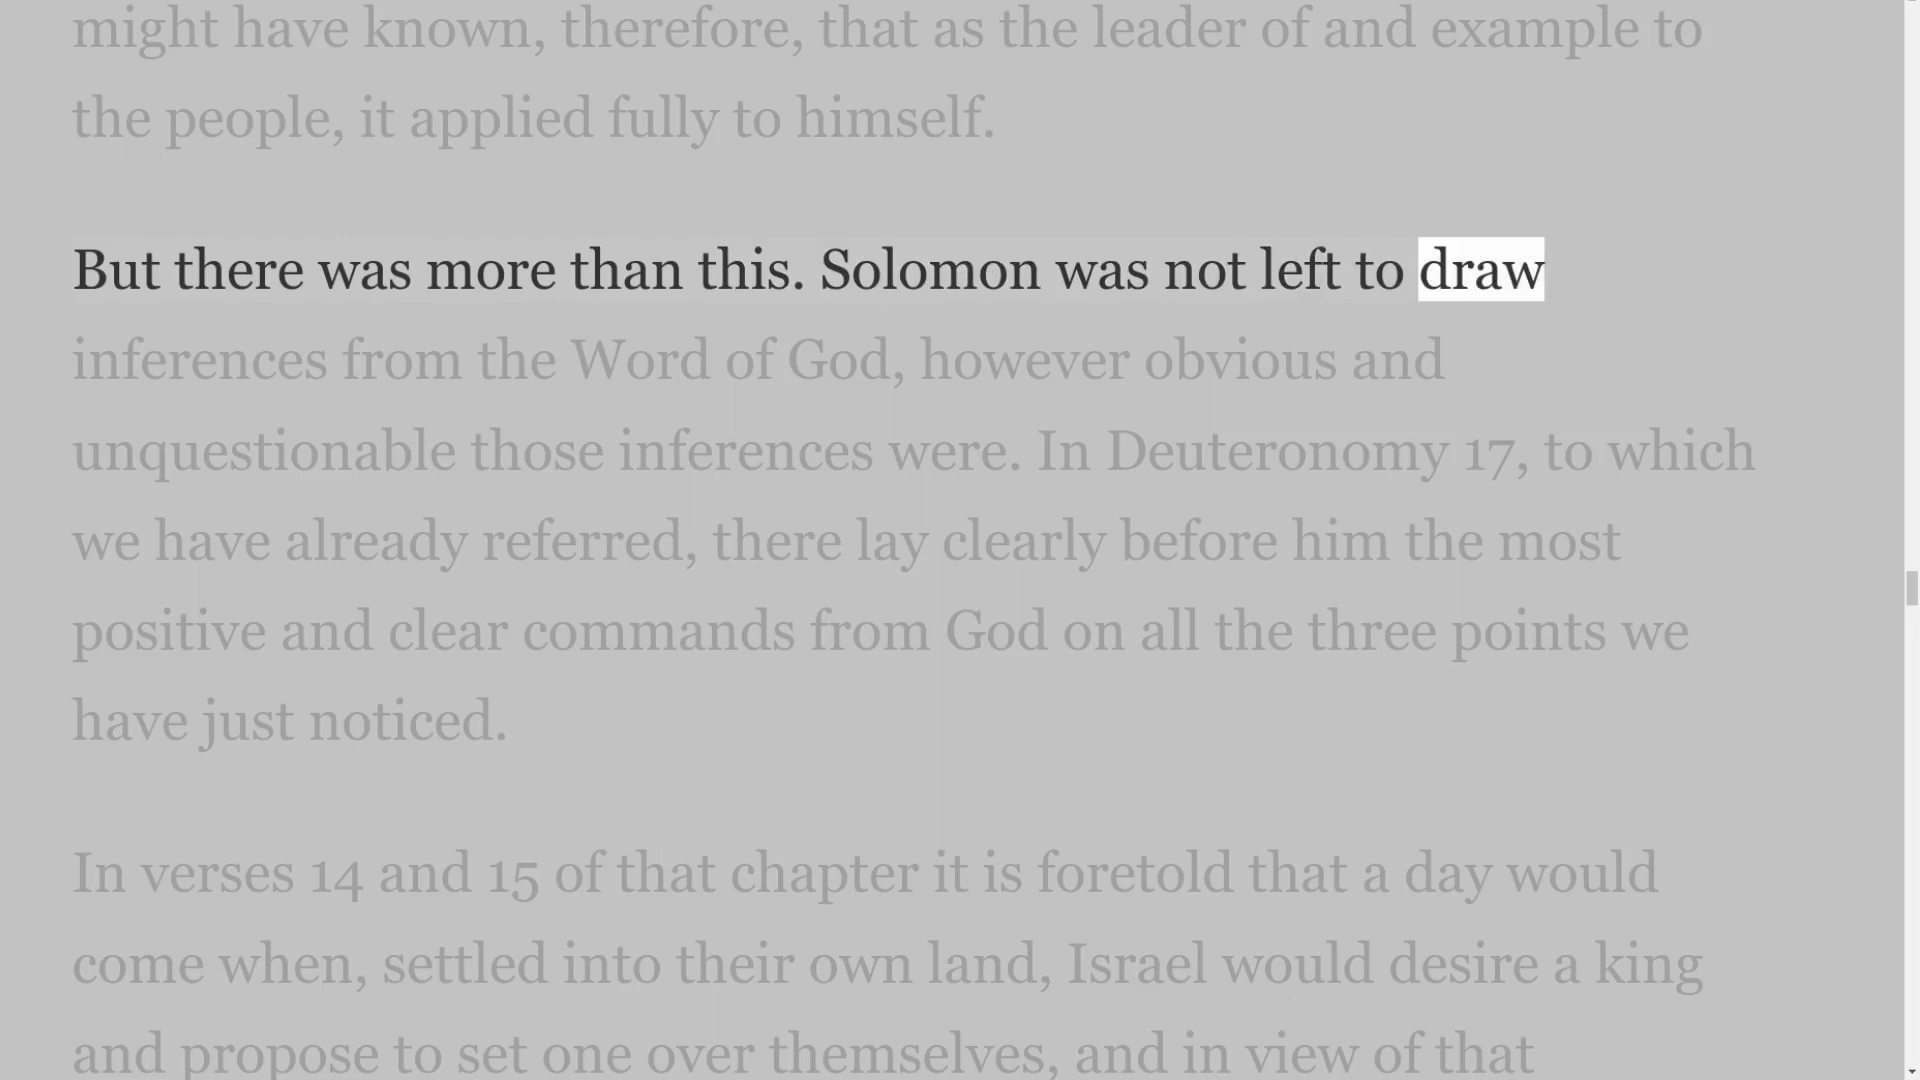 might have known, therefore, that as the leader of and example to
the people, it applied fully to himself.
But there was more than this. Solomon was not left to draw
inferences from the Word of God, however obvious and
unquestionable those inferences were. In Deuteronomy 17, to which
we have already referred, there lay clearly before him the most
positive and clear commands from God on all the three points we
have just noticed.
In verses 14 and 15 of that chapter it is foretold that a day would
come when, settled into their own land, Israel would desire a king
and propose to set one over themselves, and in view of that